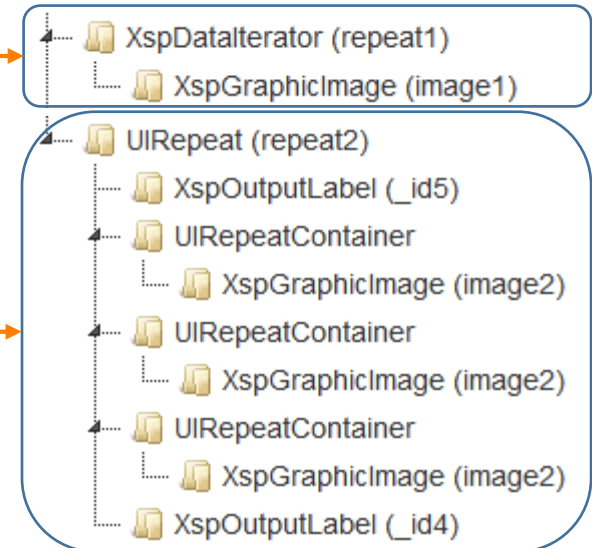 XspDataIterator (repeat1)
XspGraphicImage (image1)
UIRepeat (repeat2)
XspOutputLabel (_id5)
UIRepeatContainer
XspGraphicImage (image2)
UIRepeatContainer
XspGraphicImage (image2)
UIRepeatContainer
XspGraphicImage (image2)
XspOutputLabel (_id4)